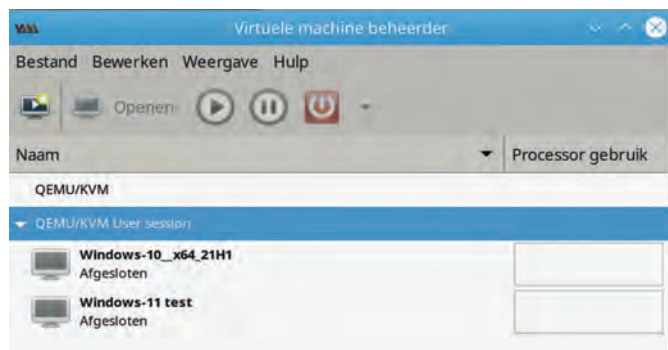 Virtuele machine beheerder
Bestand Bewerken Weergave Hulp
Openen
Naam Processor gebruik
QEMU/KVM
QEMU/KVM User session
Windows-10__x64_21H1
Afgesloten
Windows-11 test
Afgesloten